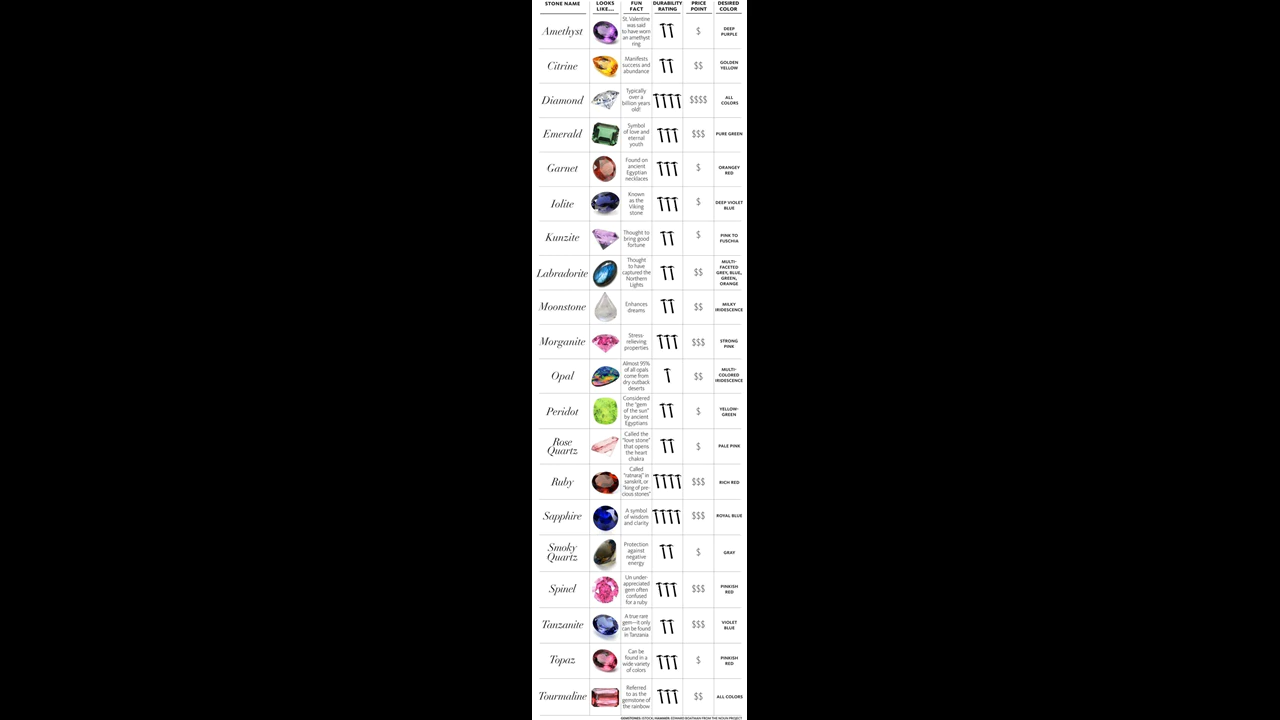 STONE NAME
LOOKS
LIKE...
FUN
FACT
DURABILITY
RATING
PRICE
POINT
DESIRED
COLOR
Amethyst
St. Valentine
was said
to have worn
an amethyst
ring
$
DEEP
PURPLE
Citrine
Manifests
success and
abundance
$$
GOLDEN
YELLOW
Diamond
Typically
over a
billion years
old!
$$$$
ALL
COLORS
Emerald
Symbol
of love and
eternal
youth
$$$
PURE GREEN
Garnet
Found on
ancient
Egyptian
necklaces
$
ORANGEY
RED
Iolite
Known
as the
Viking
stone
$
DEEP VIOLET
BLUE
Kunzite
Thought to
bring good
fortune
$
PINK TO
FUSCHIA
Labradorite
Thought
to have
captured the
Northern
Lights
$$
MULTI-
FACETED
GREY, BLUE,
GREEN,
ORANGE
Moonstone
Enhances
dreams
$$
MILKY
IRIDESCENCE
Morganite
Stress-
relieving
properties
$$$
STRONG
PINK
Opal
Almost 95%
of all opals
come from
dry outback
deserts
$$
MULTI-
COLORED
IRIDESCENCE
Peridot
Considered
the "gem
of the sun"
by ancient
Egyptians
$
YELLOW-
GREEN
Rose
Quartz
Called the
"love stone"
that opens
the heart
chakra
$
PALE PINK
Ruby
Called
"ratnaraj" in
sanskrit, or
"king of pre-
cious stones"
$$$
RICH RED
Sapphire
A symbol
of wisdom
and clarity
$$$
ROYAL BLUE
Smoky
Quartz
Protection
against
negative
energy
$
GRAY
Spinel
Un under-
appreciated
gem often
confused
for a ruby
$$$
PINKISH
RED
Tanzanite
A true rare
gem—it only
can be found
in Tanzania
$$$
VIOLET
BLUE
Topaz
Can be
found in a
wide variety
of colors
$
PINKISH
RED
Tourmaline
Referred
to as the
gemstone of
the rainbow
$$
ALL COLORS
GEMSTONES: ISTOCK; HAMMER: EDWARD BOATMAN FROM THE NOUN PROJECT